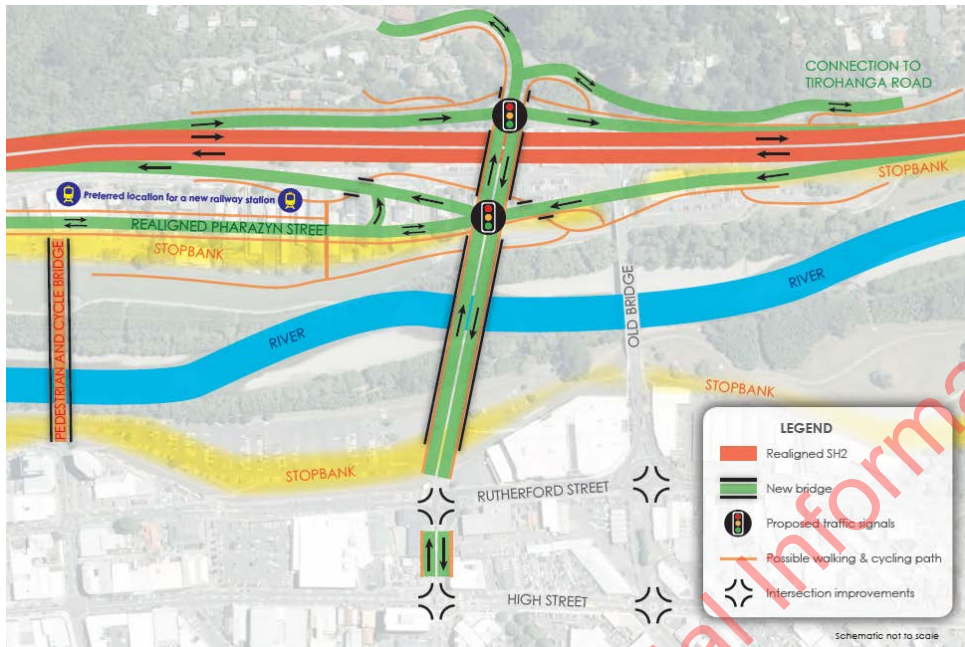 CONNECTION TO
TIROHANGA ROAD
STOPBANK
Preferred location for a new railway station
REALIGNED PHARAZYN STREET
STOPBANK
PEDESTRIAN AND CYCLE BRIDGE
RIVER
OLD BRIDGE
RIVER
STOPBANK
STOPBANK
RUTHERFORD STREET
HIGH STREET
LEGEND
Realigned SH2
New bridge
Proposed traffic signals
Possible walking & cycling path
Intersection improvements
Schematic not to scale
al Informa